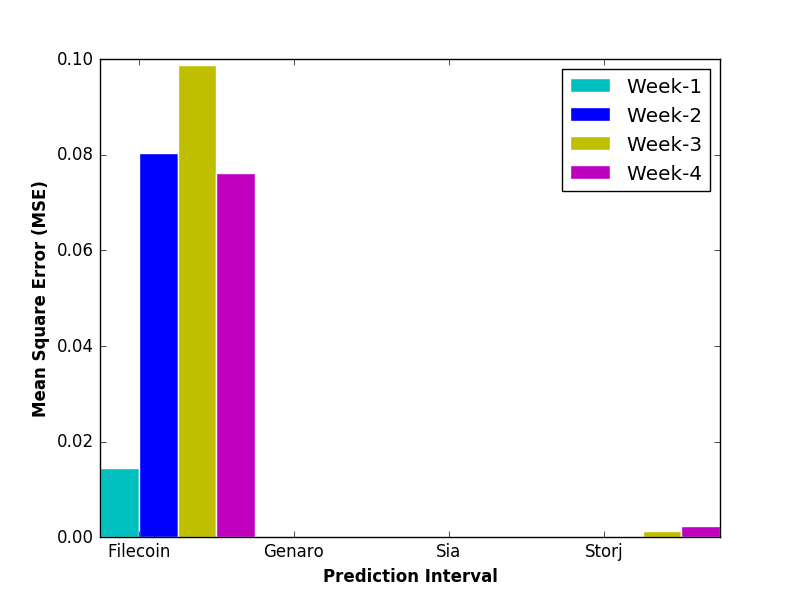 0.10
0.08
0.06
0.04
0.02
0.00
Mean Square Error (MSE)
Week-1
Week-2
Week-3
Week-4
Filecoin Genaro Sia Storj
Prediction Interval